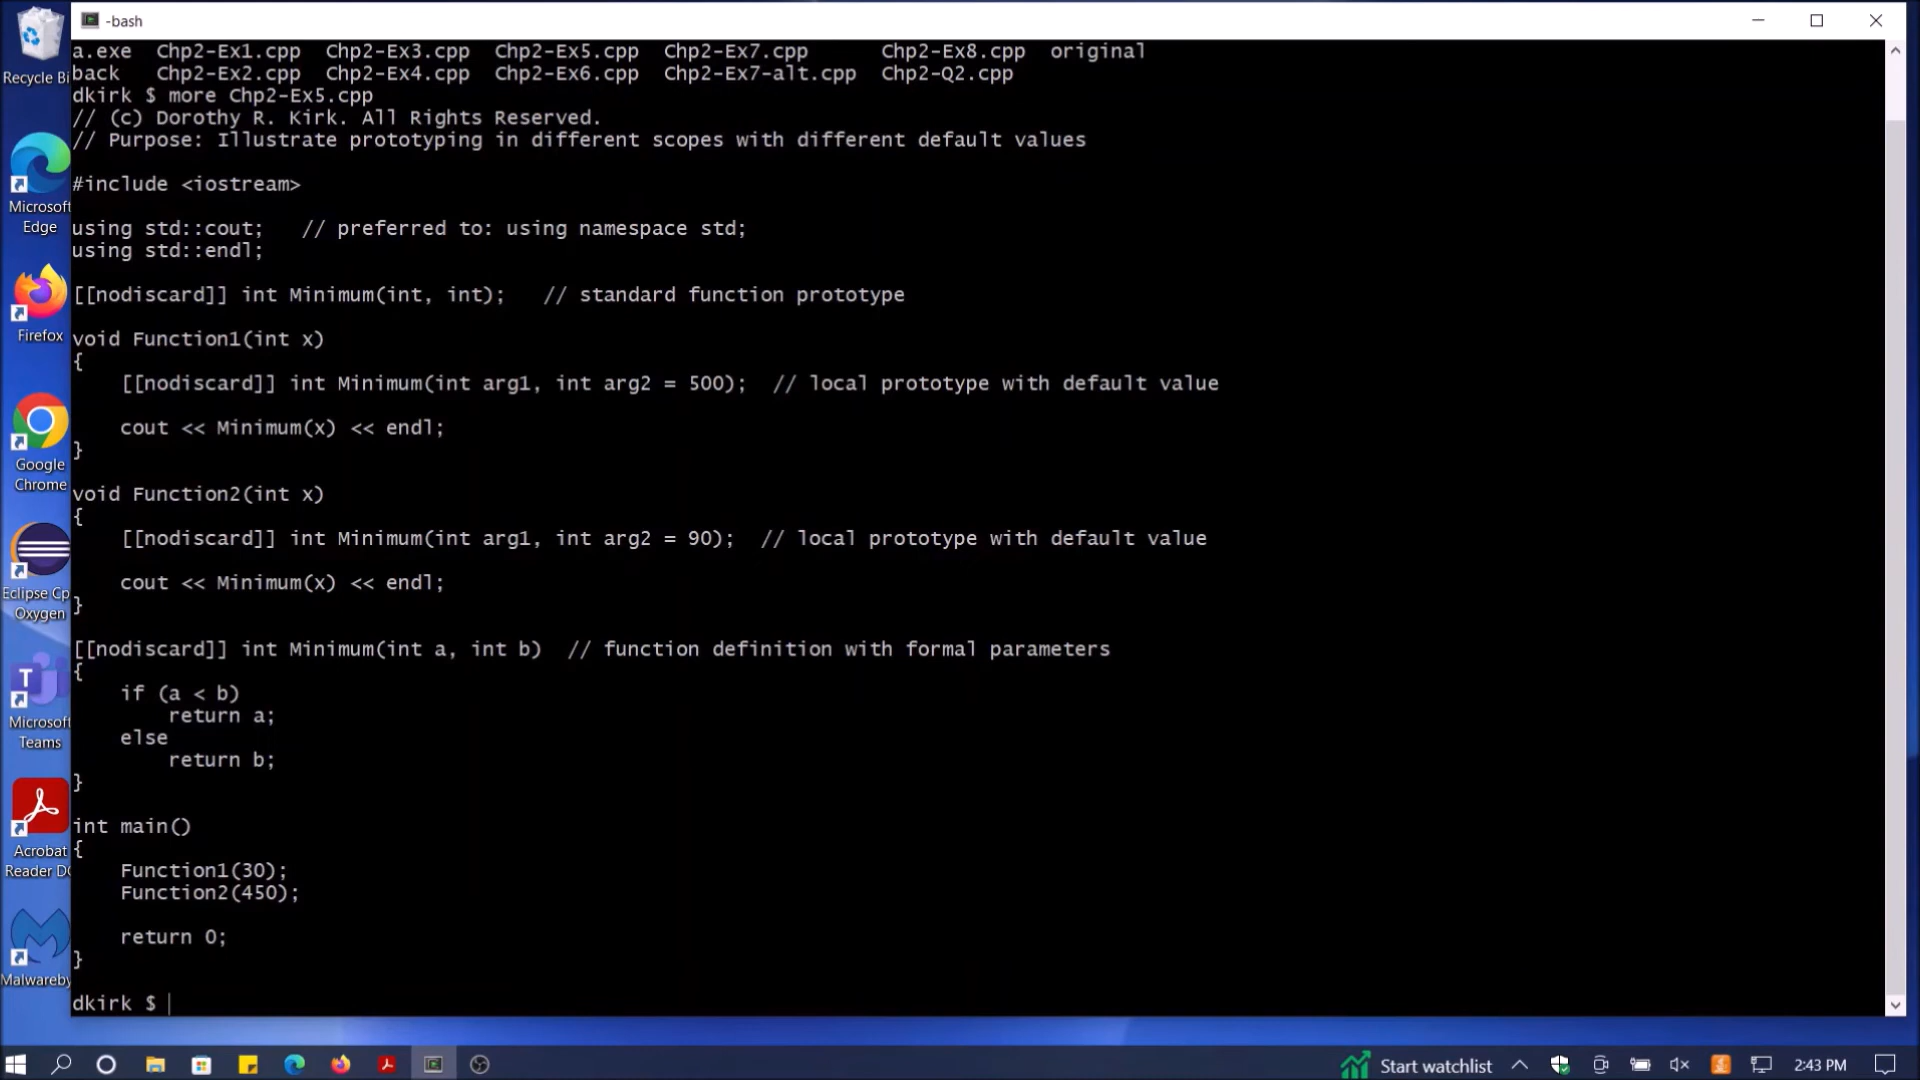 -bash
a.exe  Chp2-Ex1.cpp  Chp2-Ex3.cpp  Chp2-Ex5.cpp  Chp2-Ex7.cpp      Chp2-Ex8.cpp  original
back   Chp2-Ex2.cpp  Chp2-Ex4.cpp  Chp2-Ex6.cpp  Chp2-Ex7-alt.cpp  Chp2-Q2.cpp
dkirk $ more Chp2-Ex5.cpp
// (c) Dorothy R. Kirk. All Rights Reserved.
// Purpose: Illustrate prototyping in different scopes with different default values
#include <iostream>
using std::cout;   // preferred to: using namespace std;
using std::endl;
[[nodiscard]] int Minimum(int, int);   // standard function prototype
void Function1(int x)
{
    [[nodiscard]] int Minimum(int arg1, int arg2 = 500);  // local prototype with default value
    cout << Minimum(x) << endl;
}
void Function2(int x)
{
    [[nodiscard]] int Minimum(int arg1, int arg2 = 90);  // local prototype with default value
    cout << Minimum(x) << endl;
}
[[nodiscard]] int Minimum(int a, int b)  // function definition with formal parameters
{
    if (a < b)
        return a;
    else
        return b;
}
int main()
{
    Function1(30);
    Function2(450);
    return 0;
}
dkirk $
Recycle Bi
Microsoft
Edge
Firefox
Google
Chrome
Eclipse Cp
Oxygen
Microsoft
Teams
Acrobat
Reader D
Malwareby
Start watchlist
2:43 PM